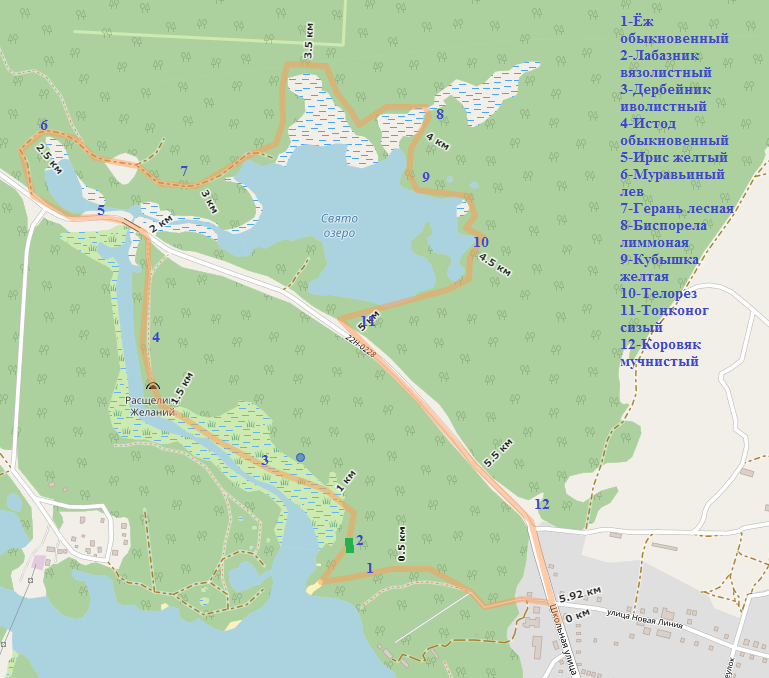 1-Ёж
обыкновенный
2-Лабазник
вязолистный
3-Дербейник
иволистный
4-Истод
обыкновенный
5-Ирис желтый
6-Муравьиный
лев
7-Герань лесная
8-Биспорела
лиммоная
9-Кубышка
желтая
10-Телорез
11-Тонконог
сизый
12-Коровяк
мучнистый
3.5 км
8
6
4 км
2.5 км
7
9
3 км
5
2 км
Свято
озеро
10
4.5 км
11
5 км
22Н-0228
4
1.5 км
Расщелина
Желаний
5.5 км
3
1 км
12
2
0.5 км
1
5.92 км
0 км
улица Новая Линия
Школьная улица